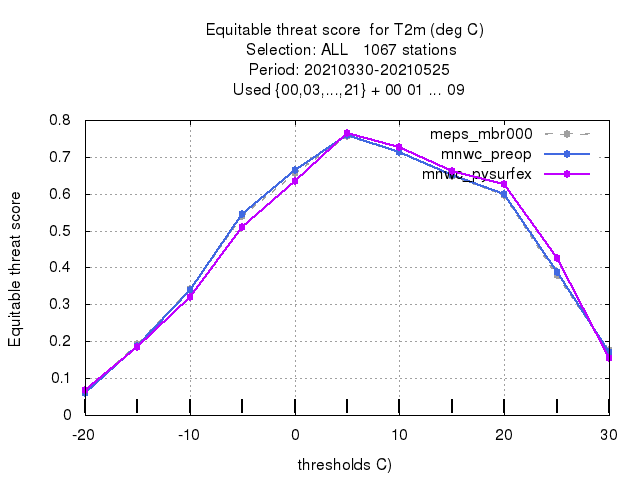 Equitable threat score for T2m (deg C)
Selection: ALL 1067 stations
Period: 20210330-20210525
Used {00,03,...,21} + 00 01 ... 09
meps_mbr000
mnwc_preop
mnwc_pysurfex
Equitable threat score
0.8
0.7
0.6
0.5
0.4
0.3
0.2
0.1
0
-20 -10 0 10 20 30
thresholds C)